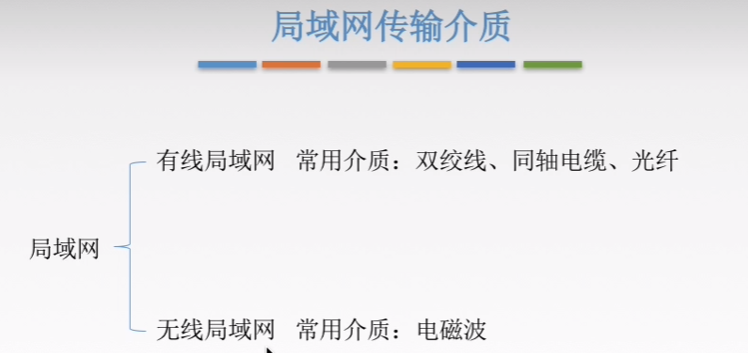 局域网传输介质
有线局域网 常用介质：双绞线、同轴电缆、光纤
局域网
无线局域网 常用介质：电磁波